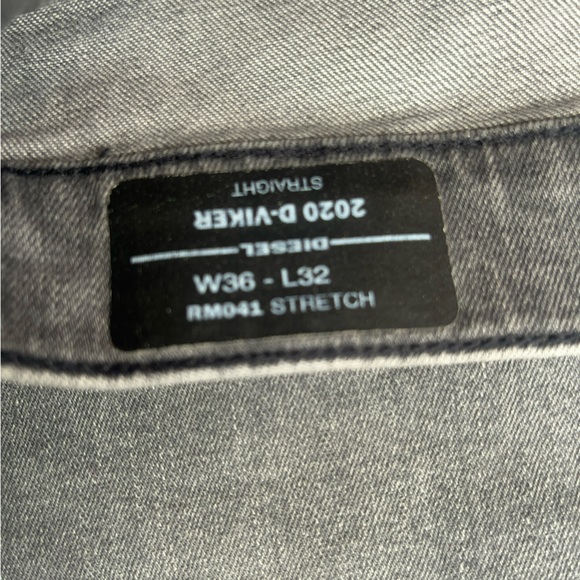 2020 D-VIKER
STRAIGHT
DIESEL
W36 - L32
RM041 STRETCH